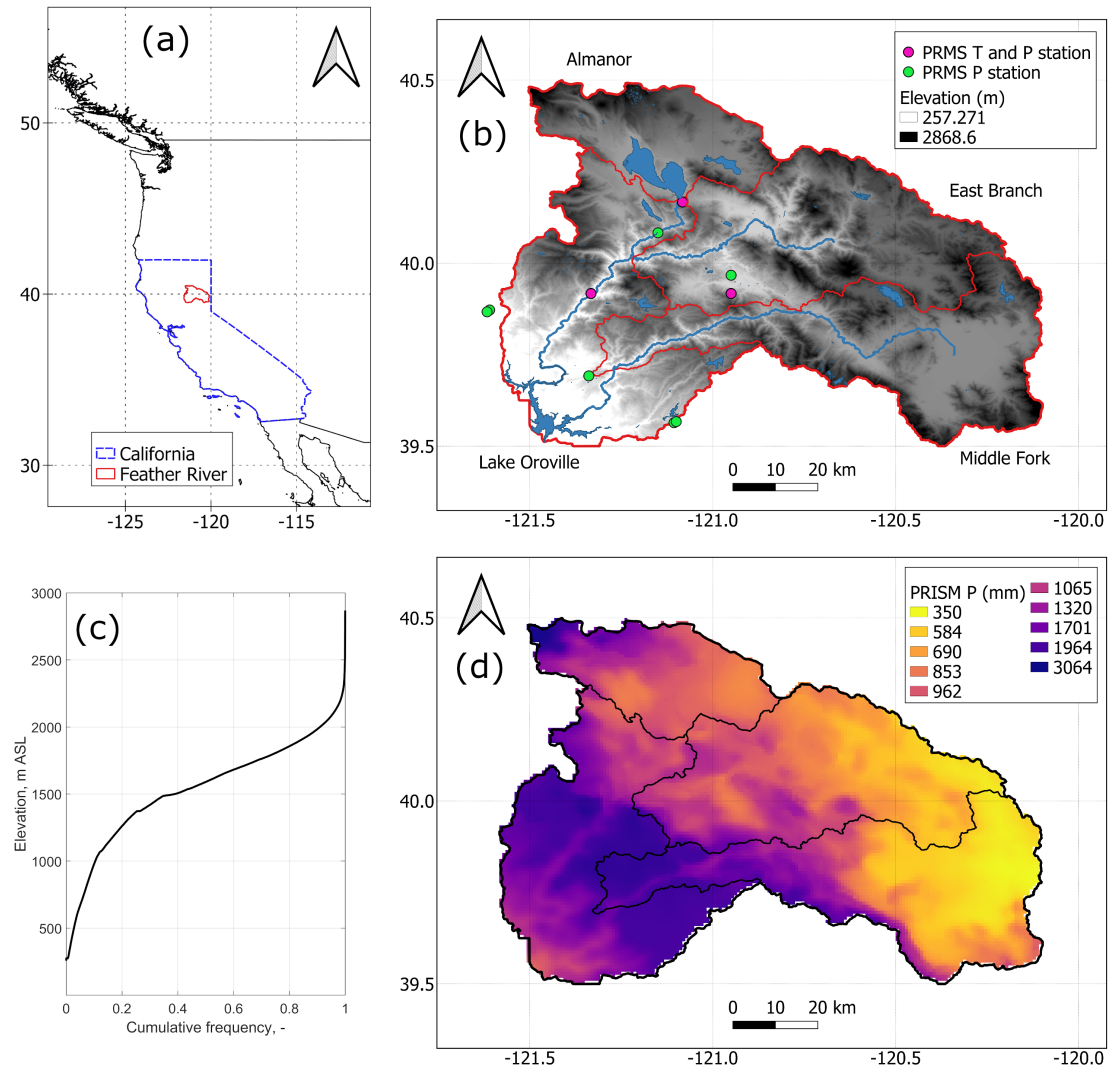 (a)
50
40
30
California
Feather River
-125
-120
-115
(b)
Almanor
PRMS T and P station
PRMS P station
Elevation (m)
257.271
2868.6
East Branch
Lake Oroville
Middle Fork
0 10 20 km
40.5
40.0
39.5
-121.5
-121.0
-120.5
-120.0
(c)
Elevation, m ASL
3000
2500
2000
1500
1000
500
0
0.2
0.4
0.6
0.8
1
Cumulative frequency, -
(d)
PRISM P (mm)
350
584
690
853
962
1065
1320
1701
1964
3064
0 10 20 km
40.5
40.0
39.5
-121.5
-121.0
-120.5
-120.0